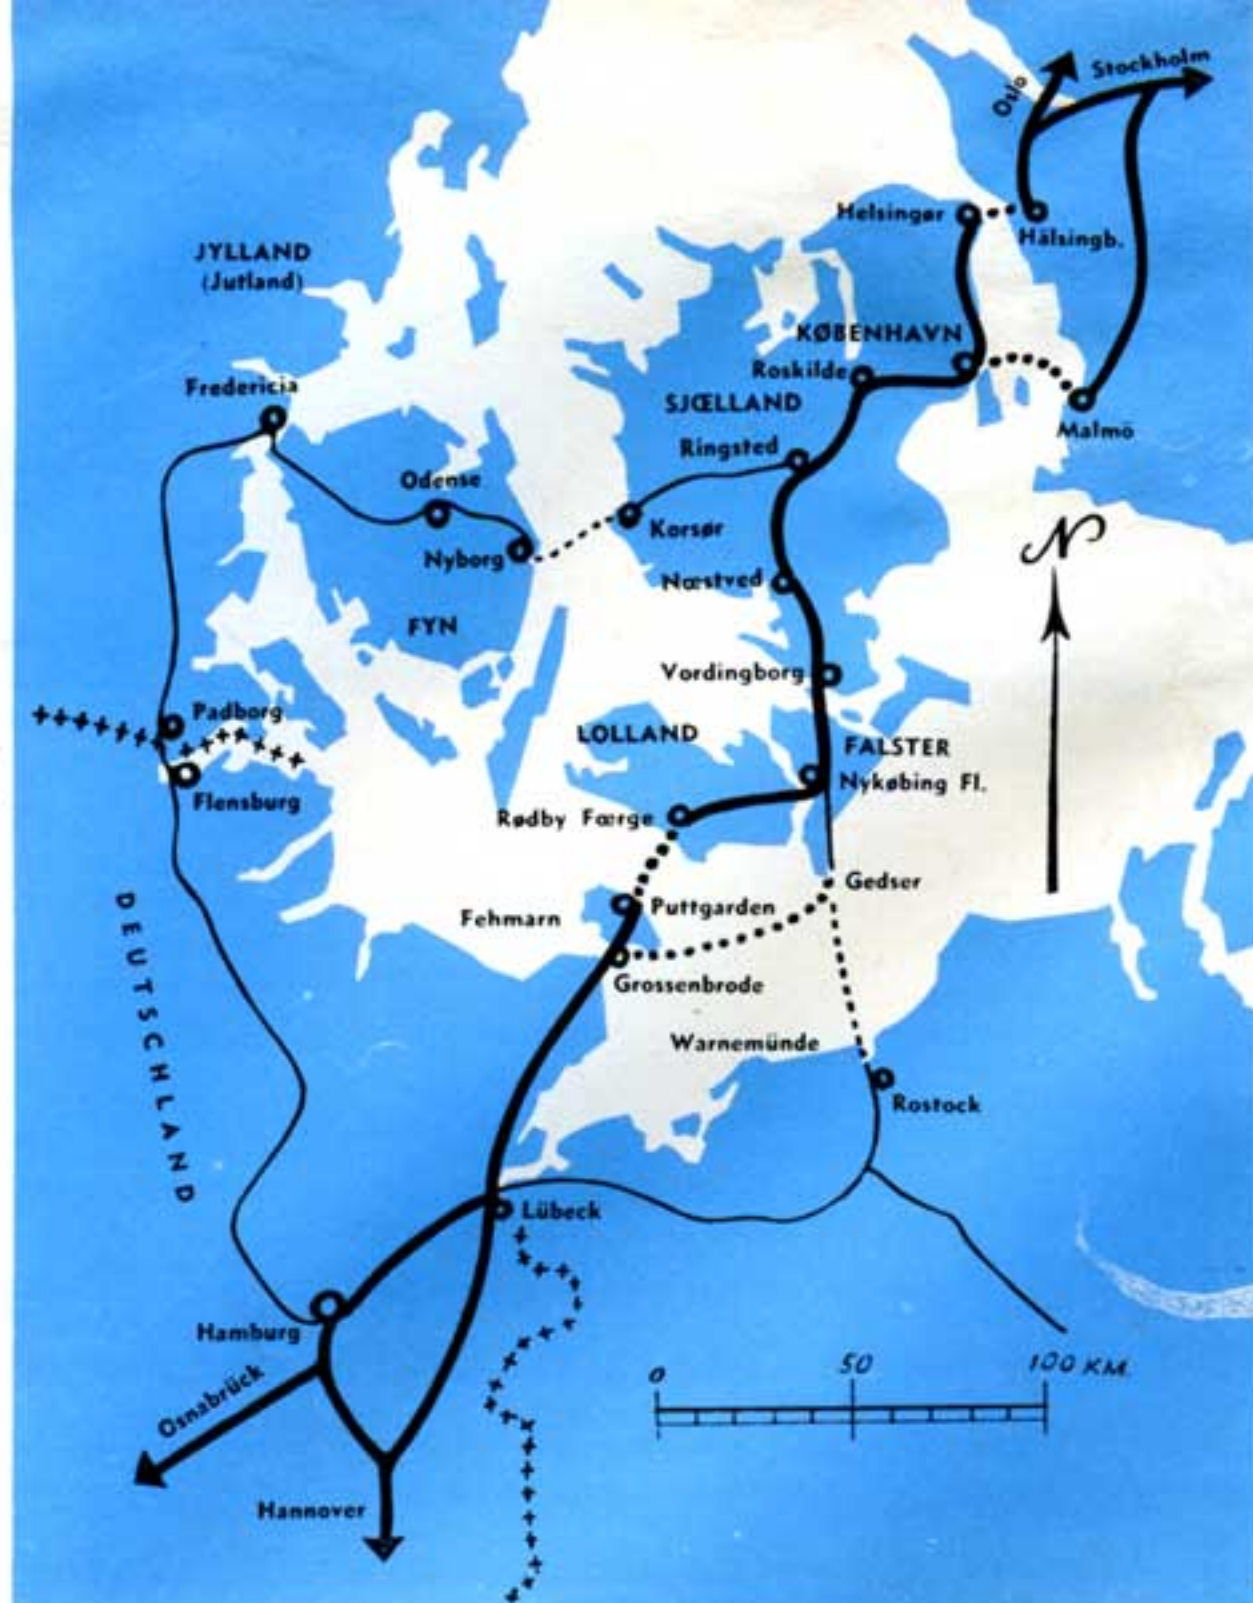 Oslo
Stockholm
Helsingør
Hälsingb.
JYLLAND
(Jutland)
KØBENHAVN
Roskilde
Fredericia
SJÆLLAND
Malmö
Ringsted
Odense
Korsør
N
Nyborg
Næstved
FYN
Vordingborg
Padborg
LOLLAND
FALSTER
Nykøbing Fl.
Flensburg
Rødby Færge
Gedser
Puttgarden
Fehmarn
DEUTSCHLAND
Grossenbrode
Warnemünde
Rostock
Lübeck
Hamburg
Osnabrück
0 50 100 KM.
Hannover